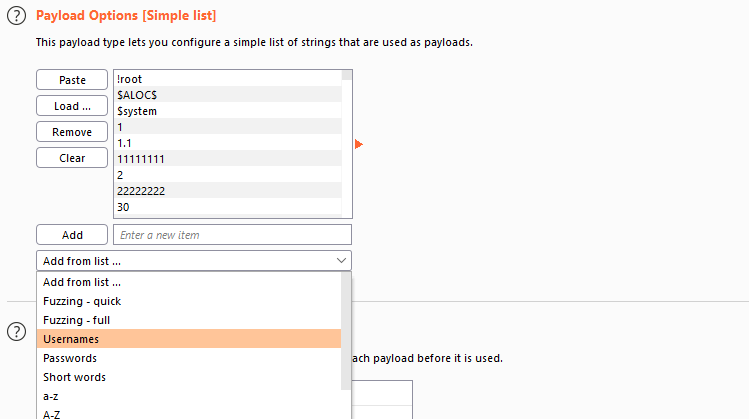 Payload Options [Simple list]
This payload type lets you configure a simple list of strings that are used as payloads.
Paste
Load ...
Remove
Clear
!root
$ALOC$
$system
1
1.1
11111111
2
22222222
30
Add
Enter a new item
Add from list ...
Add from list ...
Fuzzing - quick
Fuzzing - full
Usernames
Passwords
Short words
a-z
A-Z
ach payload before it is used.